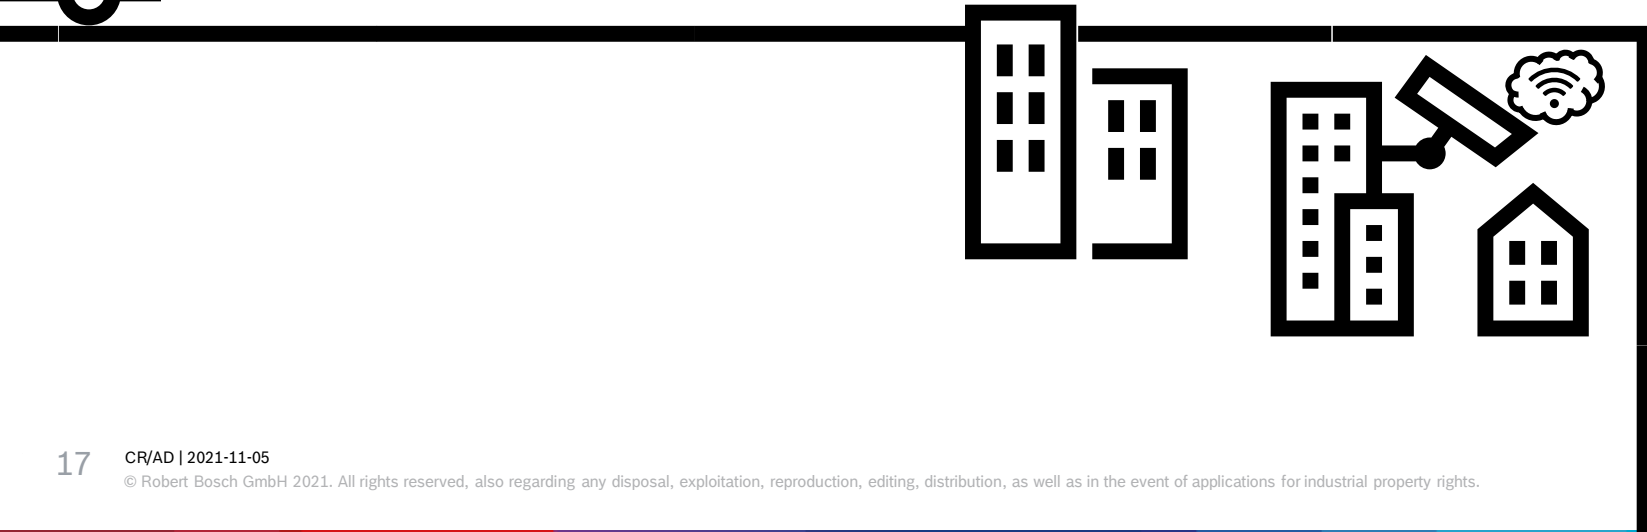 17
CR/AD | 2021-11-05
© Robert Bosch GmbH 2021. All rights reserved, also regarding any disposal, exploitation, reproduction, editing, distribution, as well as in the event of applications for industrial property rights.